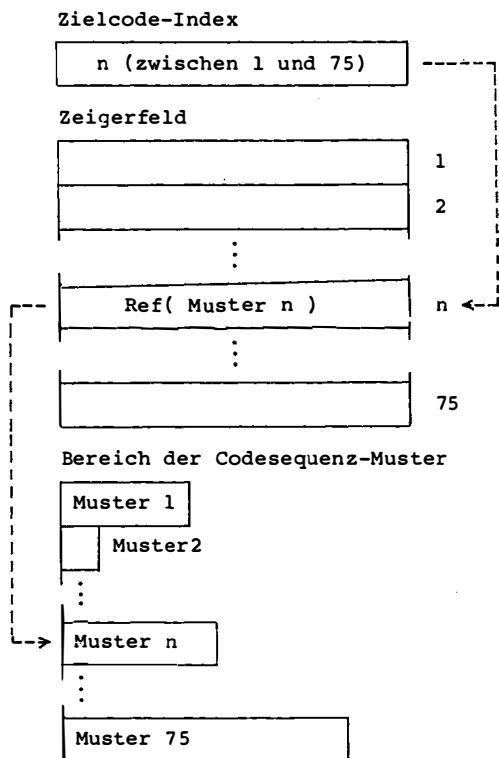 Zielcode-Index
n (zwischen 1 und 75)
Zeigerfeld
1
2
Ref( Muster n ) n
75
Bereich der Codesequenz-Muster
Muster 1
Muster2
Muster n
Muster 75